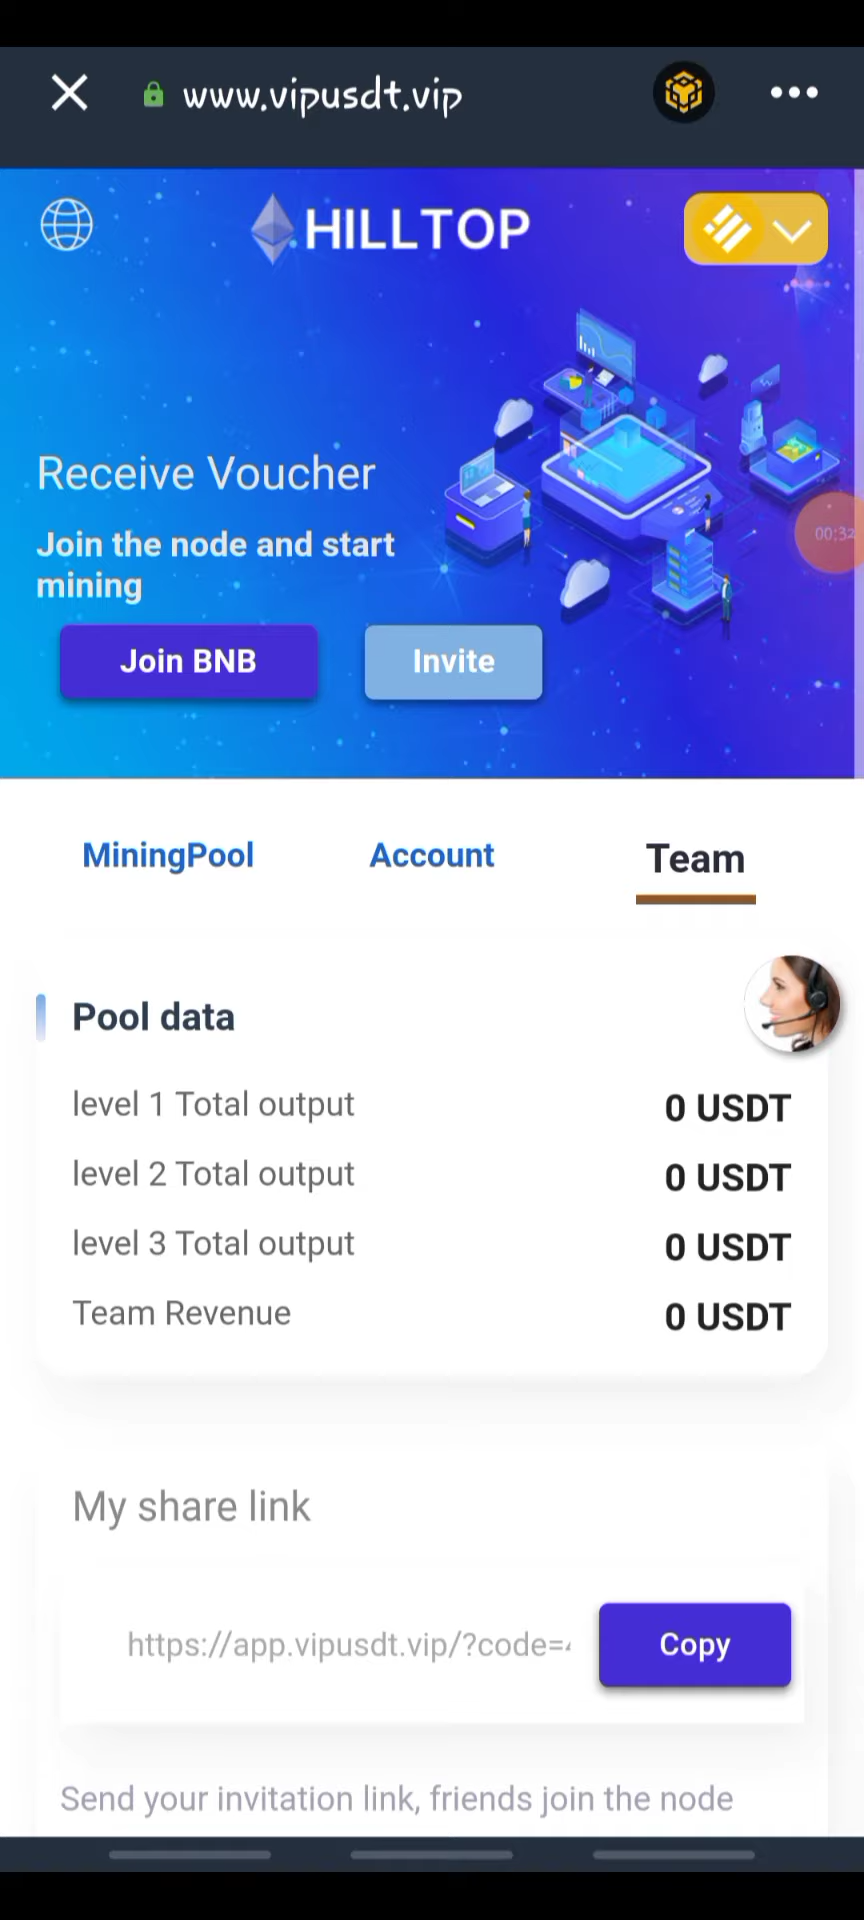 www.vipusdt.vip
HILLTOP
Receive Voucher
Join the node and start
mining
00:32
Join BNB
Invite
MiningPool
Account
Team
Pool data
level 1 Total output
0 USDT
level 2 Total output
0 USDT
level 3 Total output
0 USDT
Team Revenue
0 USDT
My share link
https://app.vipusdt.vip/?code=
Copy
Send your invitation link, friends join the node